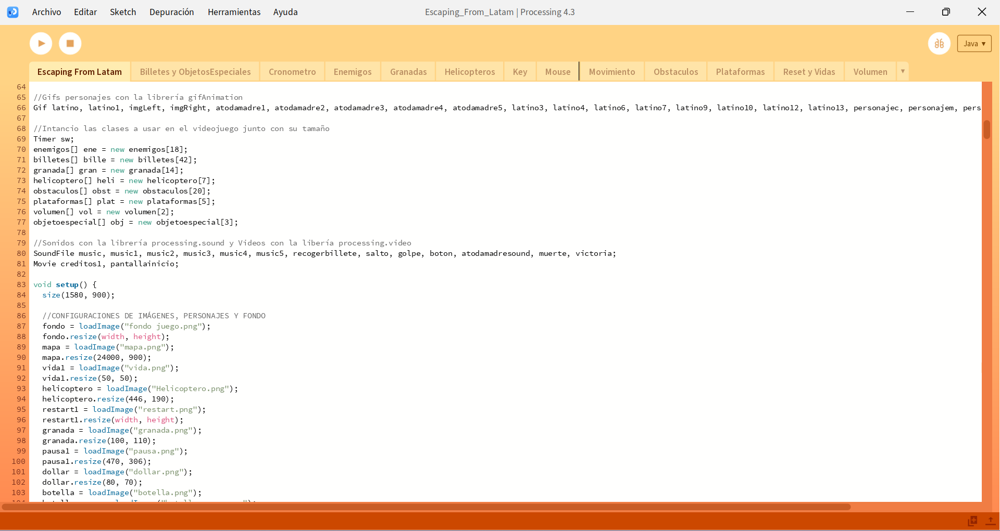 Archivo Editar Sketch Depuración Herramientas Ayuda Escaping_From_Latam | Processing 4.3
Java ▾
Escaping From Latam Billetes y ObjetosEspeciales Cronometro Enemigos Granadas Helicopteros Key Mouse Movimiento Obstaculos Plataformas Reset y Vidas Volumen ▾
64
65 //Gifs personajes con la librería gifAnimation
66 Gif latino, latino1, imgLeft, imgRight, atodamadre1, atodamadre2, atodamadre3, atodamadre4, atodamadre5, latino3, latino4, latino6, latino7, latino9, latino10, latino12, latino13, personajec, personajem, pers
67
68 //Intancio las clases a usar en el videojuego junto con su tamaño
69 Timer sw;
70 enemigos[] ene = new enemigos[18];
71 billetes[] bille = new billetes[42];
72 granada[] gran = new granada[14];
73 helicoptero[] heli = new helicoptero[7];
74 obstaculos[] obst = new obstaculos[20];
75 plataformas[] plat = new plataformas[5];
76 volumen[] vol = new volumen[2];
77 objetoespecial[] obj = new objetoespecial[3];
78
79 //Sonidos con la librería processing.sound y Videos con la libería processing.video
80 SoundFile music, music1, music2, music3, music4, music5, recogerbillete, salto, golpe, boton, atodamadresound, muerte, victoria;
81 Movie creditos1, pantallainicio;
82
83 void setup() {
84   size(1580, 900);
85
86   //CONFIGURACIONES DE IMÁGENES, PERSONAJES Y FONDO
87   fondo = loadImage("fondo juego.png");
88   fondo.resize(width, height);
89   mapa = loadImage("mapa.png");
90   mapa.resize(24000, 900);
91   vida1 = loadImage("vida.png");
92   vida1.resize(50, 50);
93   helicoptero = loadImage("Helicoptero.png");
94   helicoptero.resize(446, 190);
95   restart1 = loadImage("restart.png");
96   restart1.resize(width, height);
97   granada = loadImage("granada.png");
98   granada.resize(100, 110);
99   pausa1 = loadImage("pausa.png");
100   pausa1.resize(470, 306);
101   dollar = loadImage("dollar.png");
102   dollar.resize(80, 70);
103   botella = loadImage("botella.png");